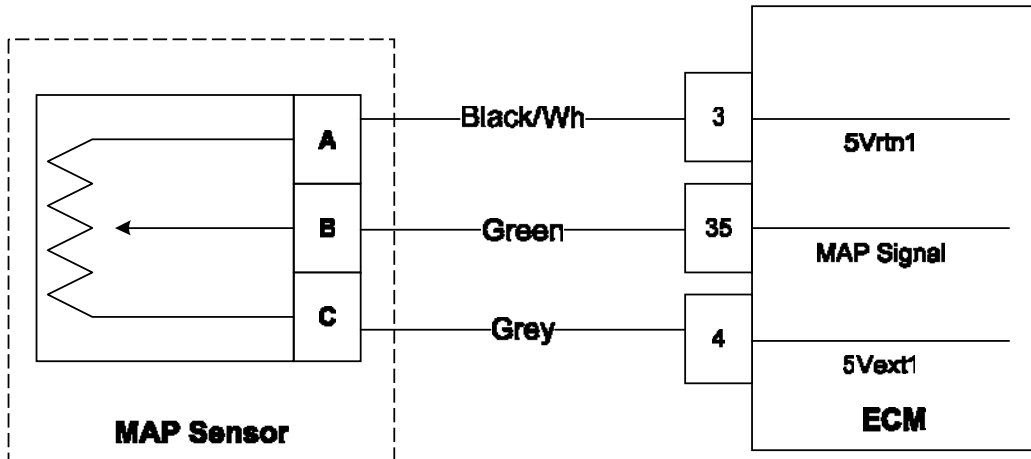 A
Black/Wh
3
5Vrtn1
B
Green
35
MAP Signal
C
Grey
4
5Vext1
MAP Sensor
ECM